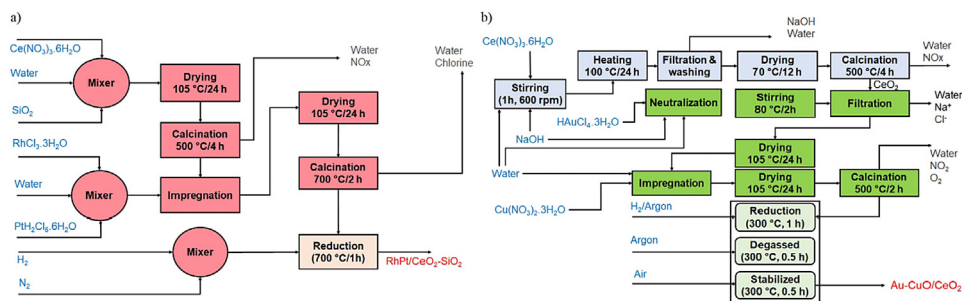 a)
Ce(NO3)3.6H2O
Water
SiO2
Mixer
Drying
105 °C/24 h
Calcination
500 °C/4 h
Water
NOx
Water
Chlorine
RhCl3.3H2O
Water
PtH2Cl6.6H2O
Mixer
Impregnation
Drying
105 °C/24 h
Calcination
700 °C/2 h
H2
N2
Mixer
Reduction
(700 °C/1h)
RhPt/CeO2-SiO2
b)
Ce(NO3)3.6H2O
Stirring
(1h, 600 rpm)
Heating
100 °C/24 h
NaOH
Water
Filtration &
washing
Drying
70 °C/12 h
Calcination
500 °C/4 h
Water
NOx
CeO2
Neutralization
HAuCl4.3H2O
NaOH
Stirring
80 °C/2h
Filtration
Water
Na+
Cl-
Drying
105 °C/24 h
Water
Cu(NO3)2.3H2O
Impregnation
Drying
105 °C/24 h
Calcination
500 °C/2 h
Water
NO2
O2
H2/Argon
Reduction
(300 °C, 1 h)
Argon
Degassed
(300 °C, 0.5 h)
Air
Stabilized
(300 °C, 0.5 h)
Au-CuO/CeO2